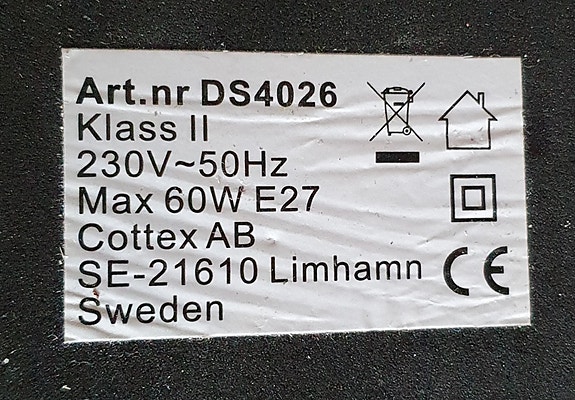 Art.nr DS4026
Klass II
230V~50Hz
Max 60W E27
Cottex AB
SE-21610 Limhamn
Sweden
CE